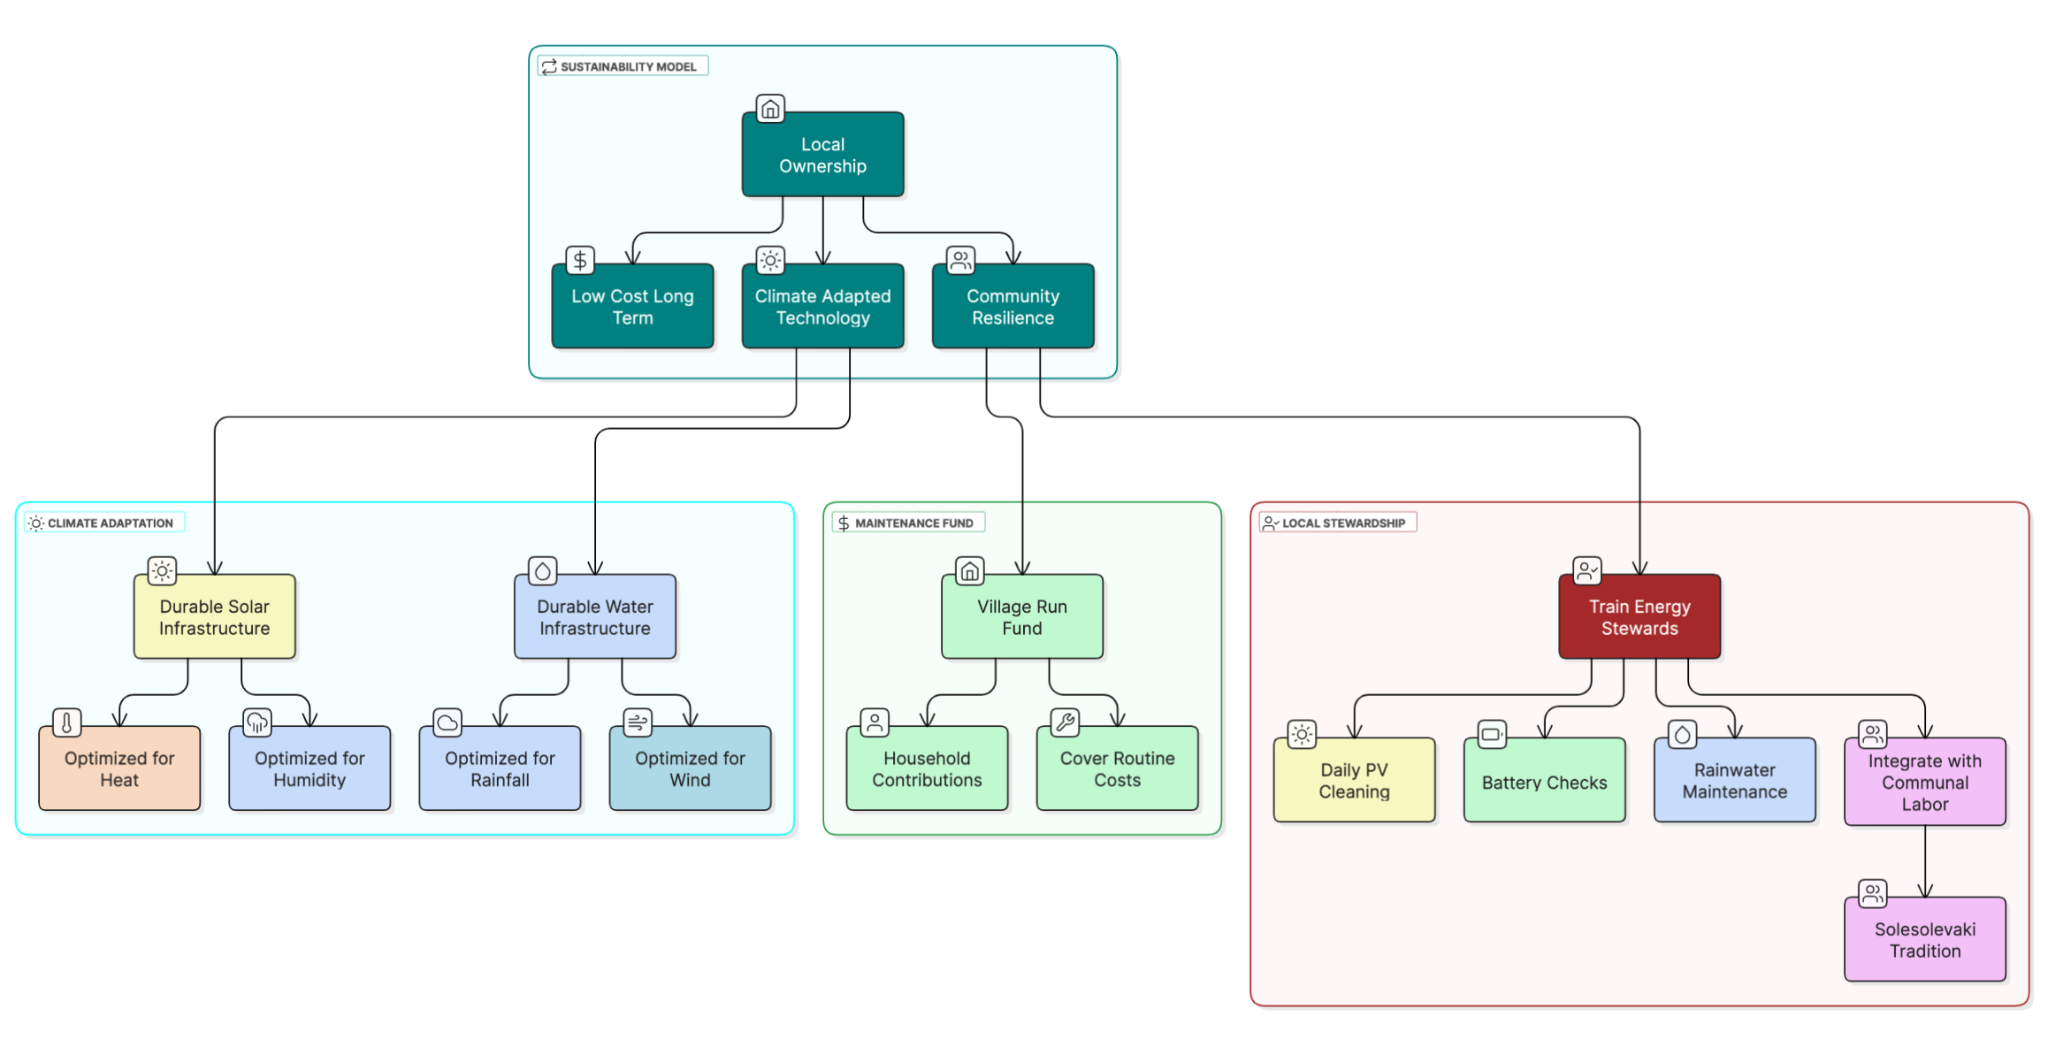 SUSTAINABILITY MODEL
Local
Ownership
Low Cost Long
Term
Climate Adapted
Technology
Community
Resilience
CLIMATE ADAPTATION
Durable Solar
Infrastructure
Durable Water
Infrastructure
Optimized for
Heat
Optimized for
Humidity
Optimized for
Rainfall
Optimized for
Wind
MAINTENANCE FUND
Village Run
Fund
Household
Contributions
Cover Routine
Costs
LOCAL STEWARDSHIP
Train Energy
Stewards
Daily PV
Cleaning
Battery Checks
Rainwater
Maintenance
Integrate with
Communal
Labor
Solesolevaki
Tradition